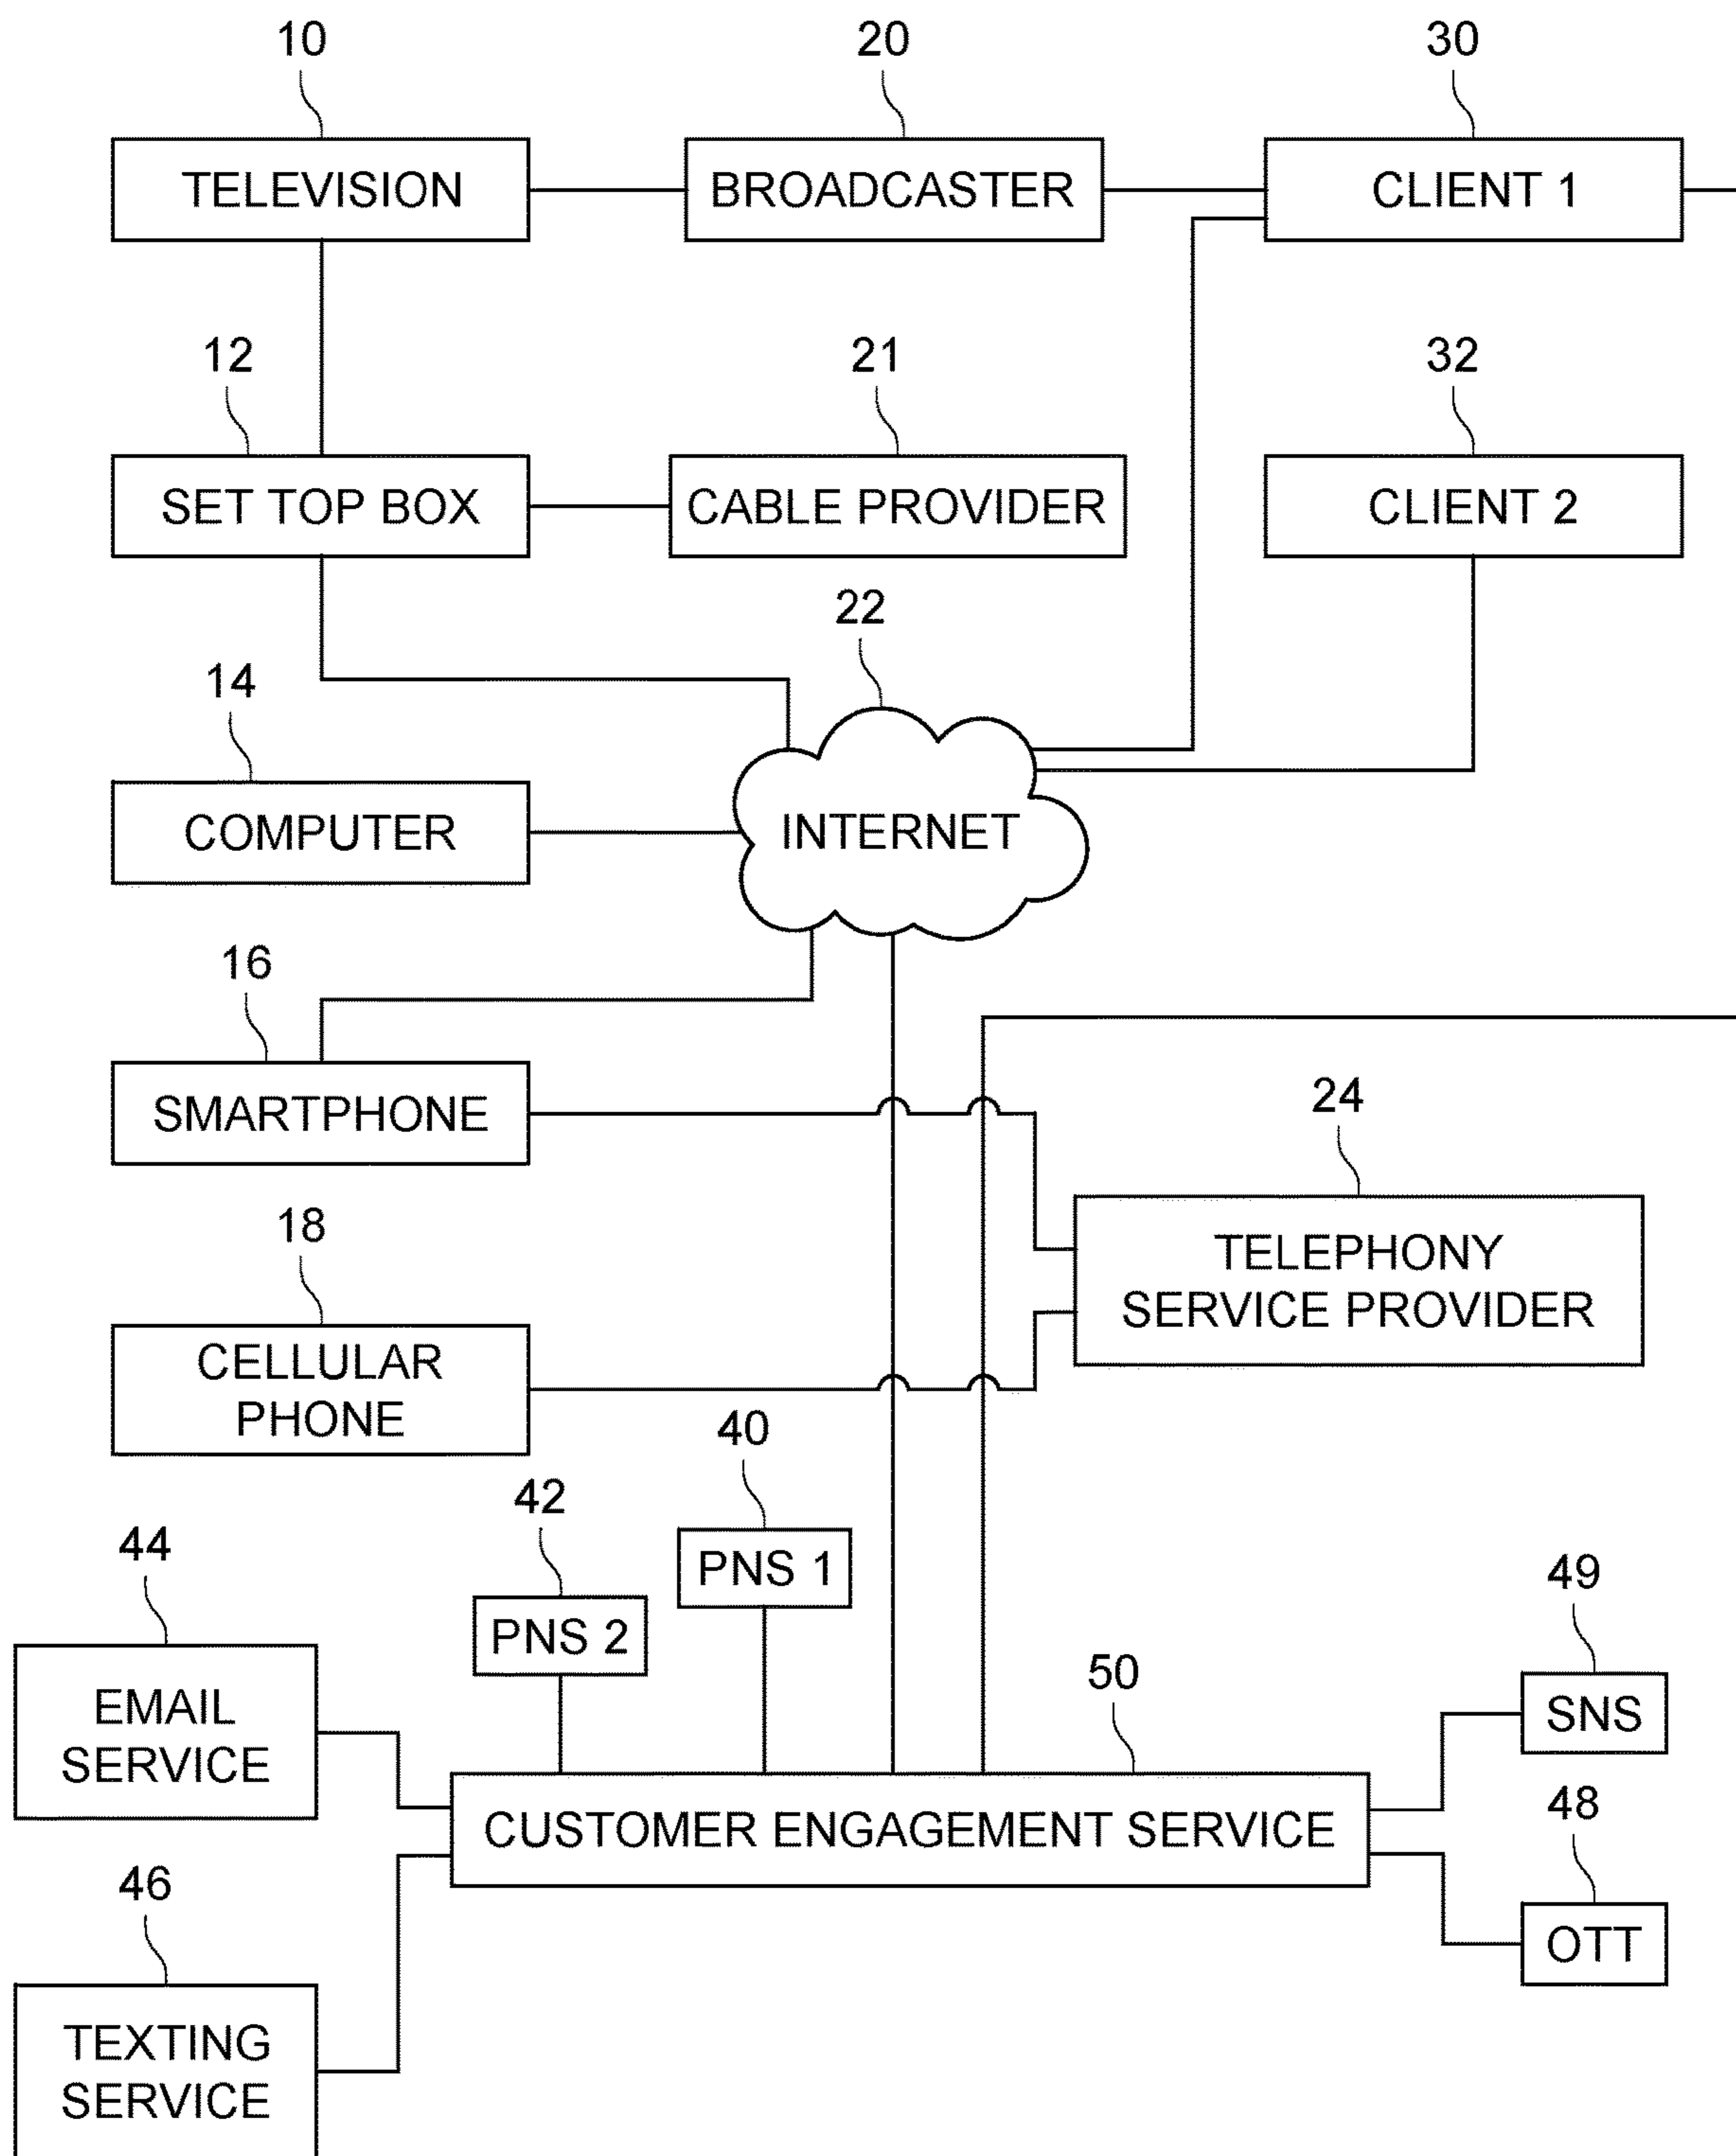 10
20
30
TELEVISION
BROADCASTER
CLIENT 1
12
21
32
SET TOP BOX
CABLE PROVIDER
CLIENT 2
22
14
COMPUTER
INTERNET
16
SMARTPHONE
24
TELEPHONY
SERVICE PROVIDER
18
CELLULAR
PHONE
40
PNS 1
42
PNS 2
44
EMAIL
SERVICE
49
SNS
50
CUSTOMER ENGAGEMENT SERVICE
48
OTT
46
TEXTING
SERVICE